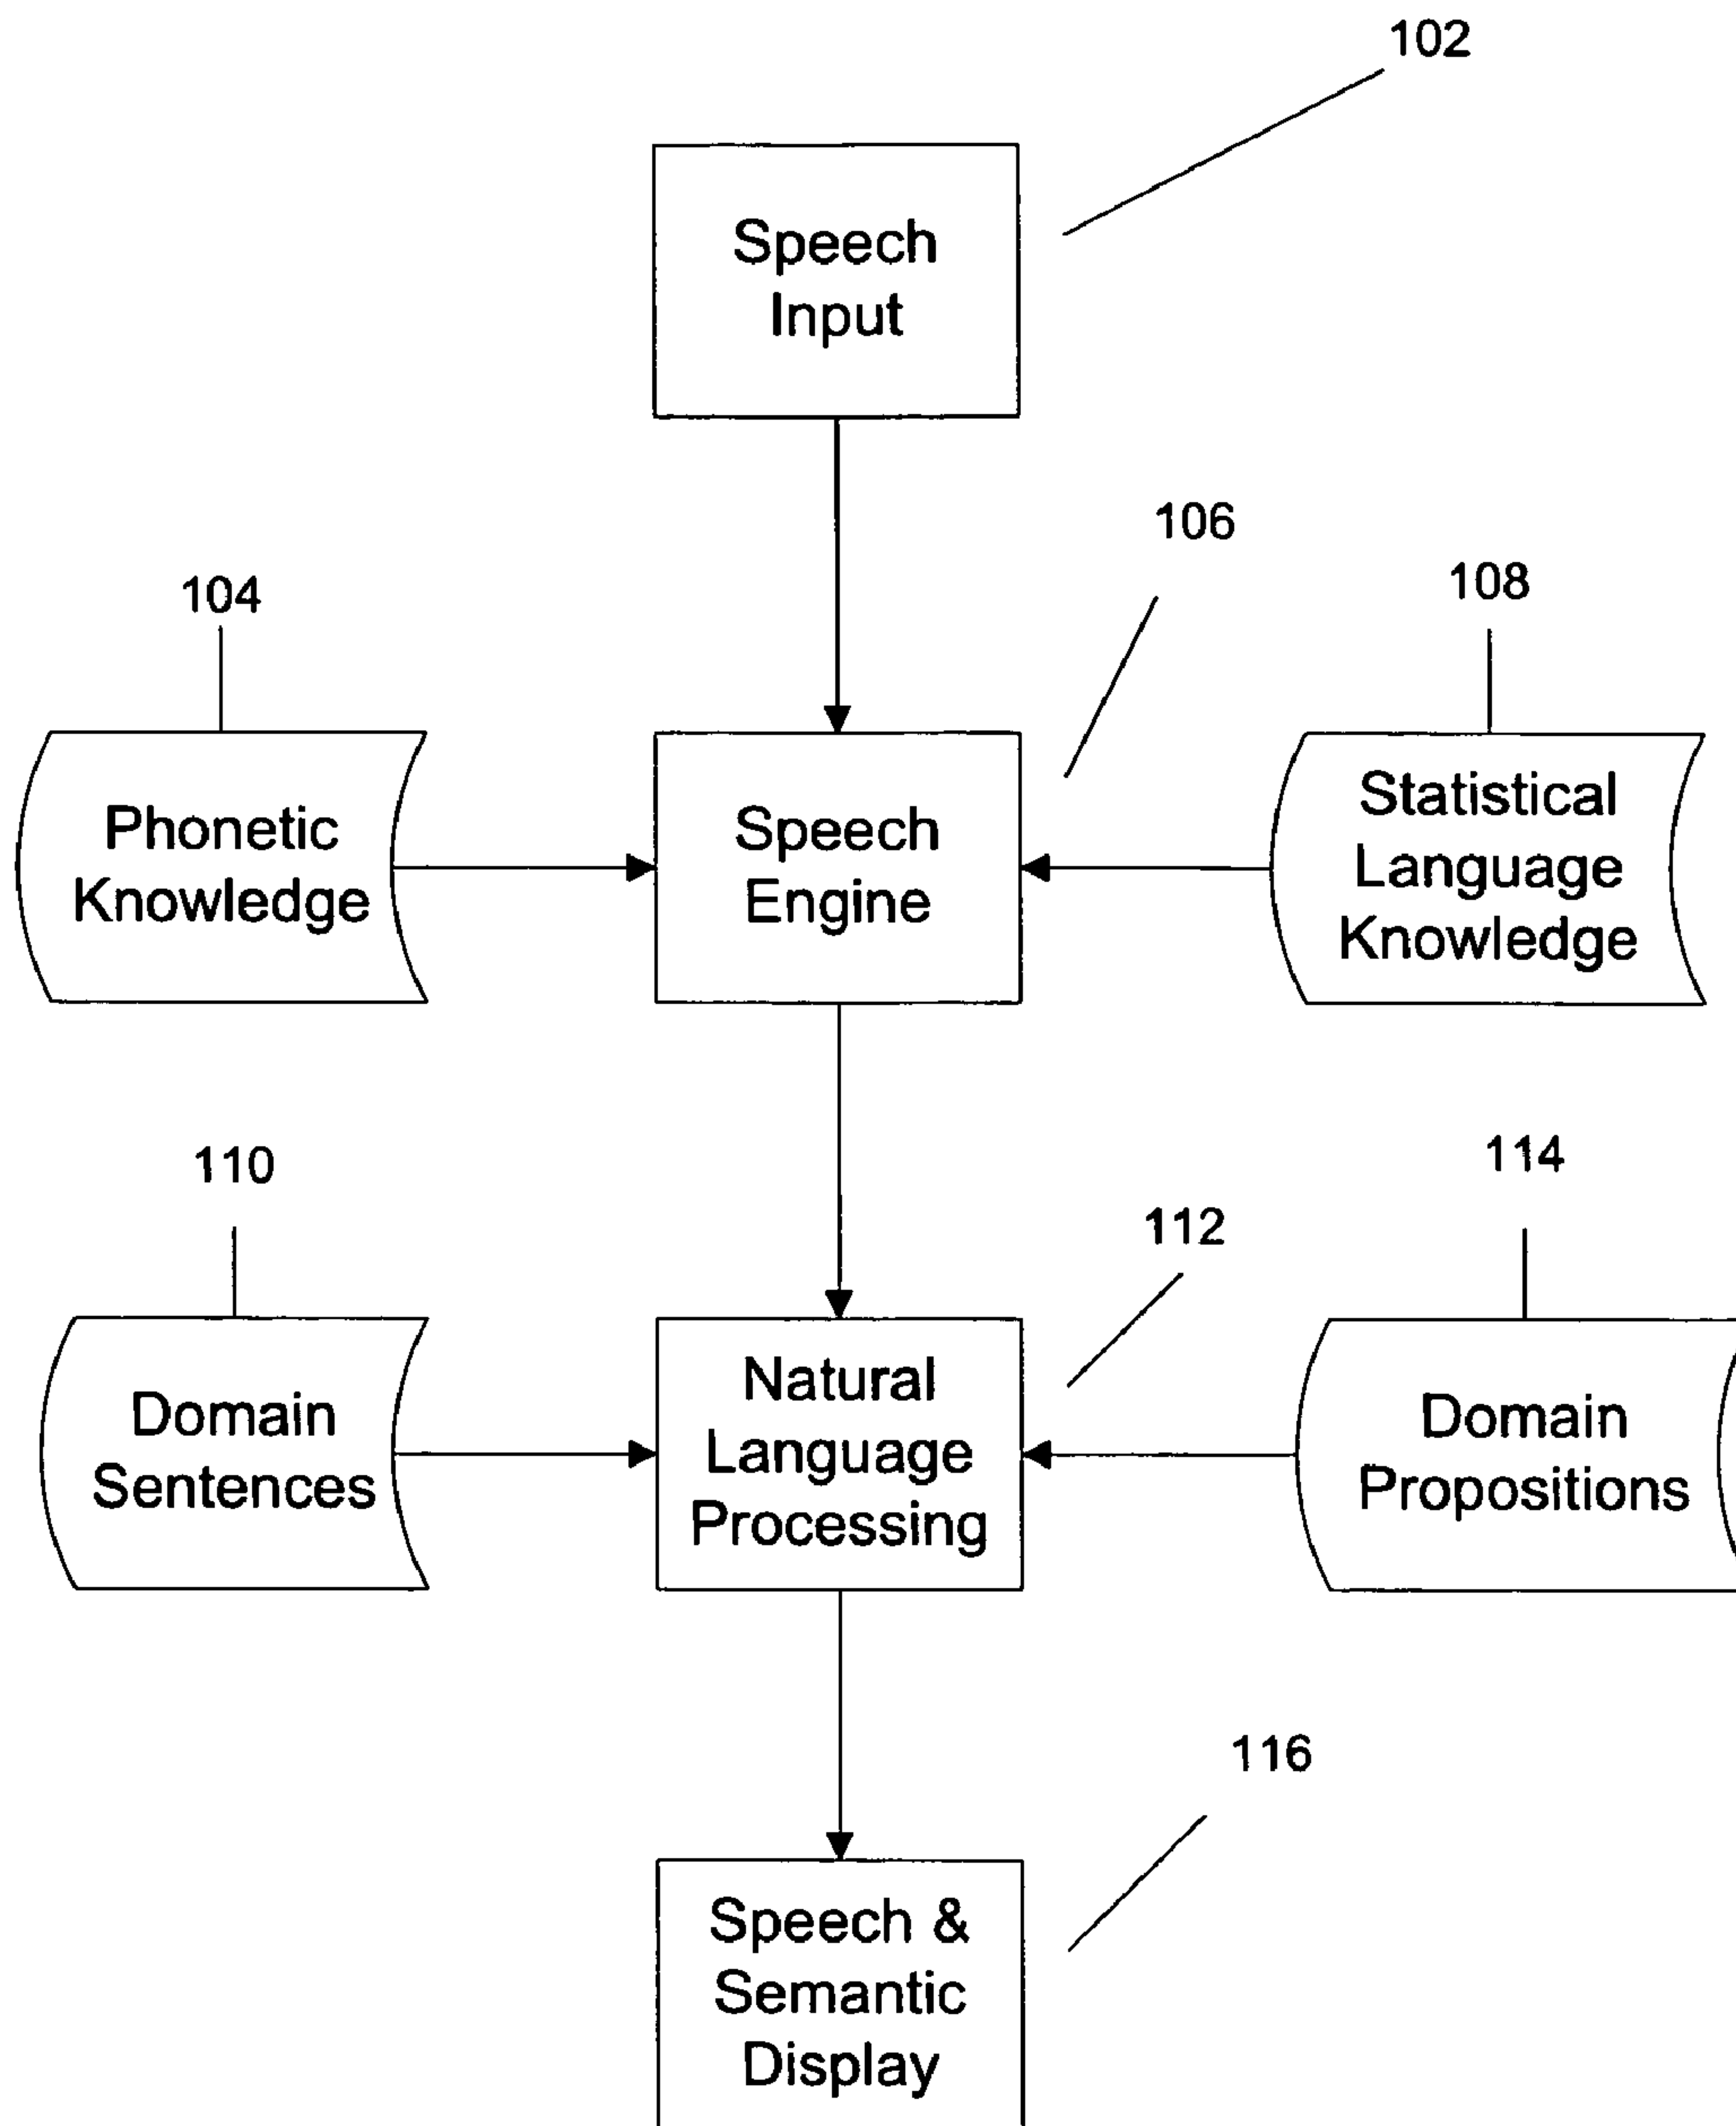 102
Speech
Input
106
104
108
Phonetic
Knowledge
Speech
Engine
Statistical
Language
Knowledge
110
112
114
Domain
Sentences
Natural
Language
Processing
Domain
Propositions
116
Speech &
Semantic
Display